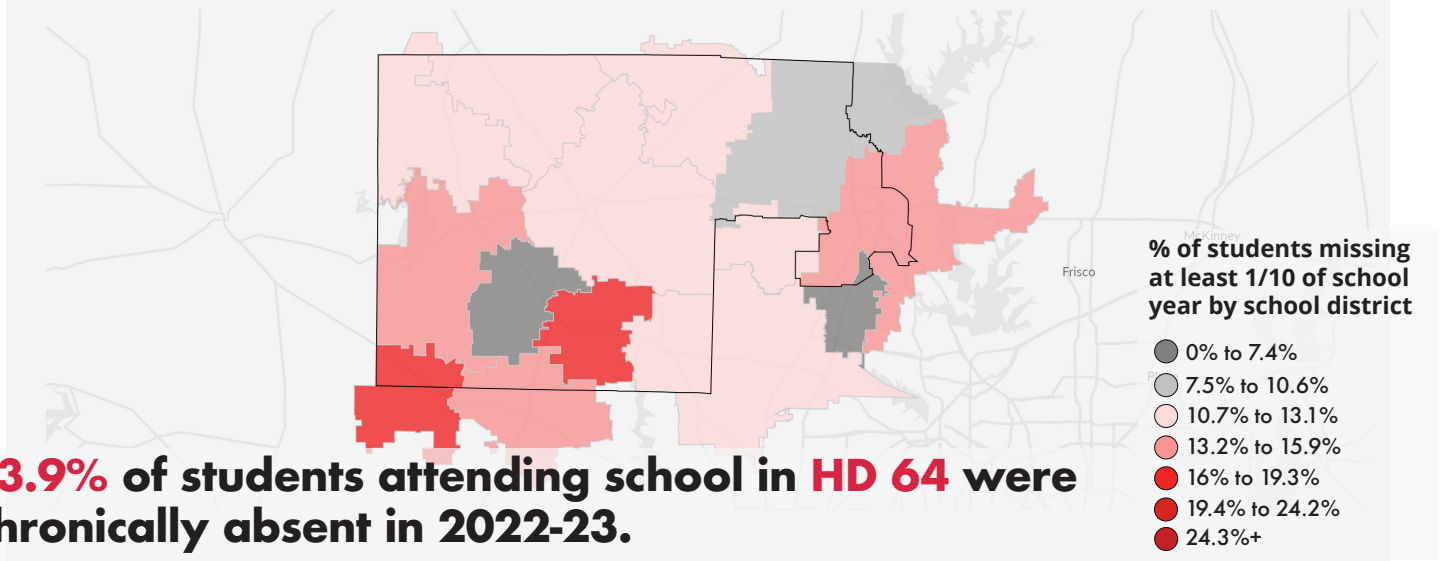 McKinney
Frisco
% of students missing
at least 1/10 of school
year by school district
0% to 7.4%
7.5% to 10.6%
10.7% to 13.1%
13.2% to 15.9%
16% to 19.3%
19.4% to 24.2%
24.3%+
3.9% of students attending school in HD 64 were
hronically absent in 2022-23.